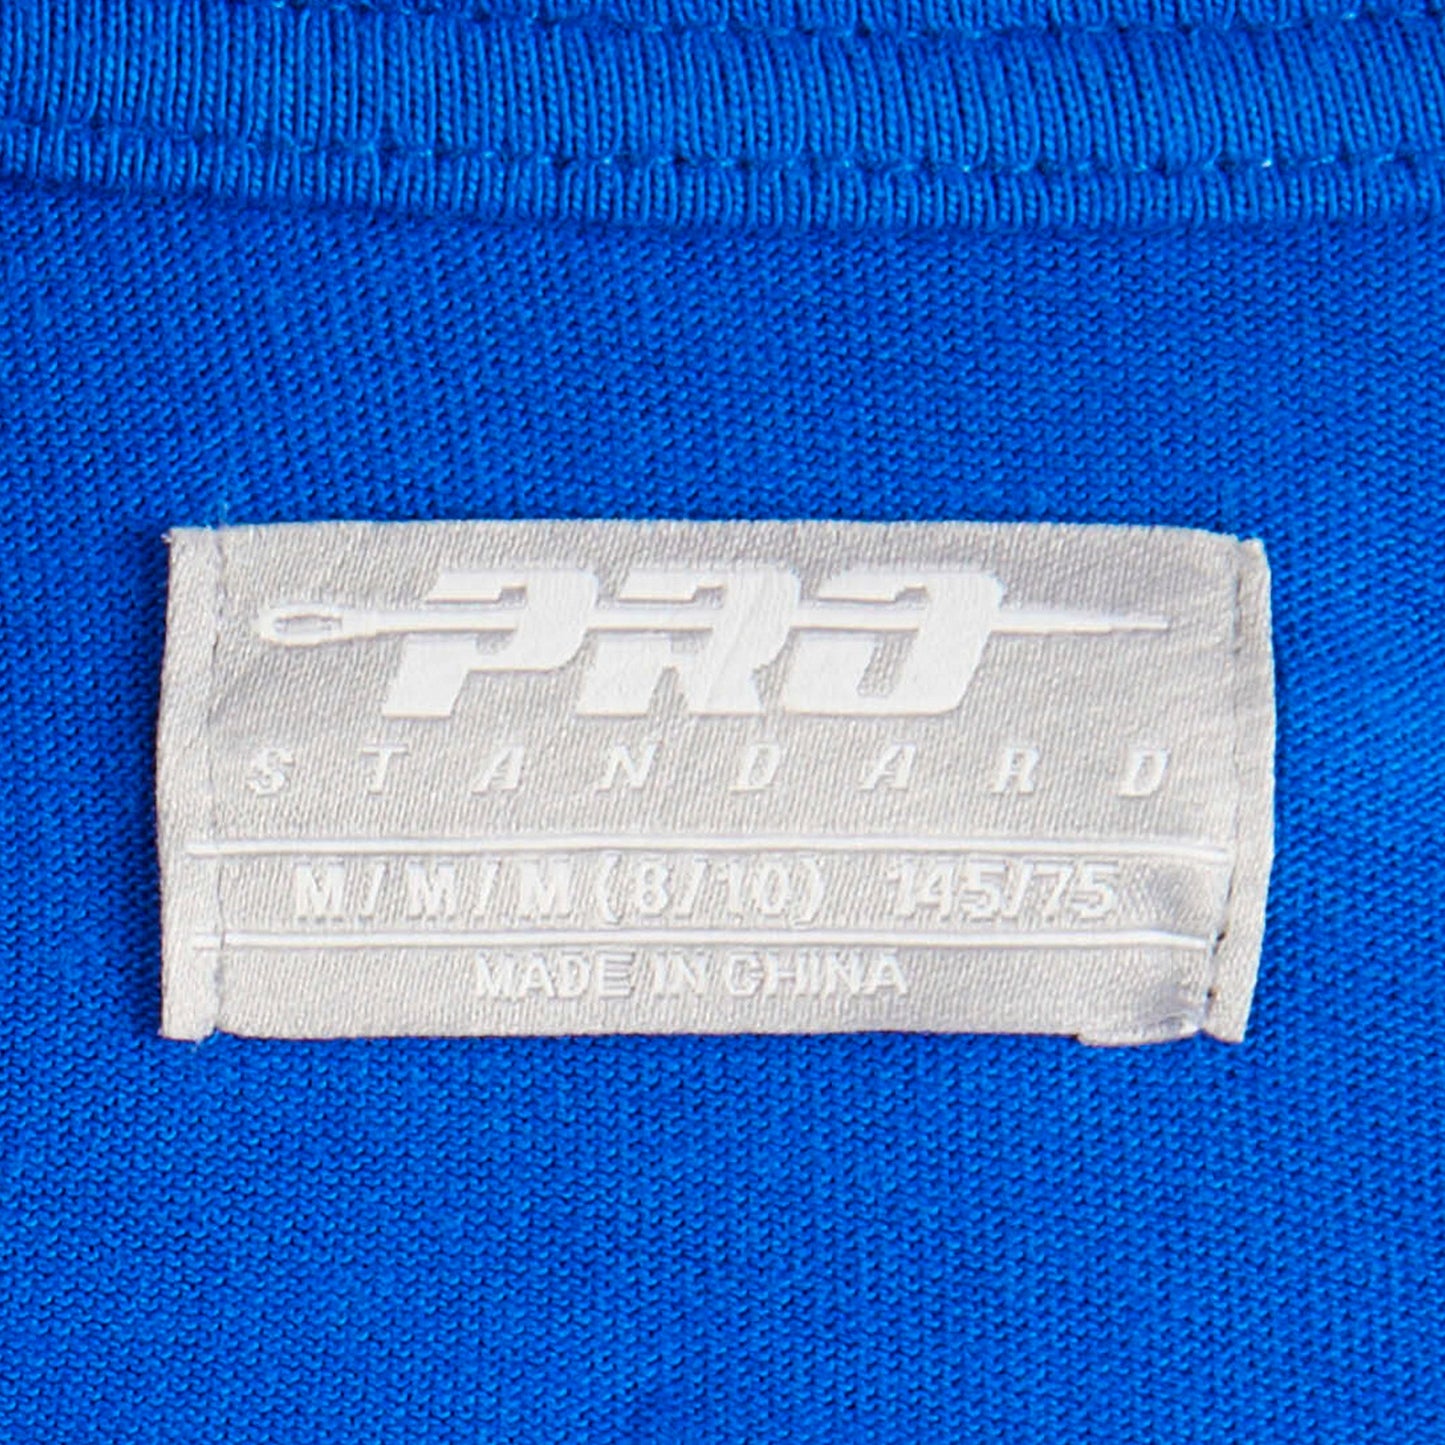 PRO
STANDARD
M/M/M(8/10) 145/75
MADE IN CHINA